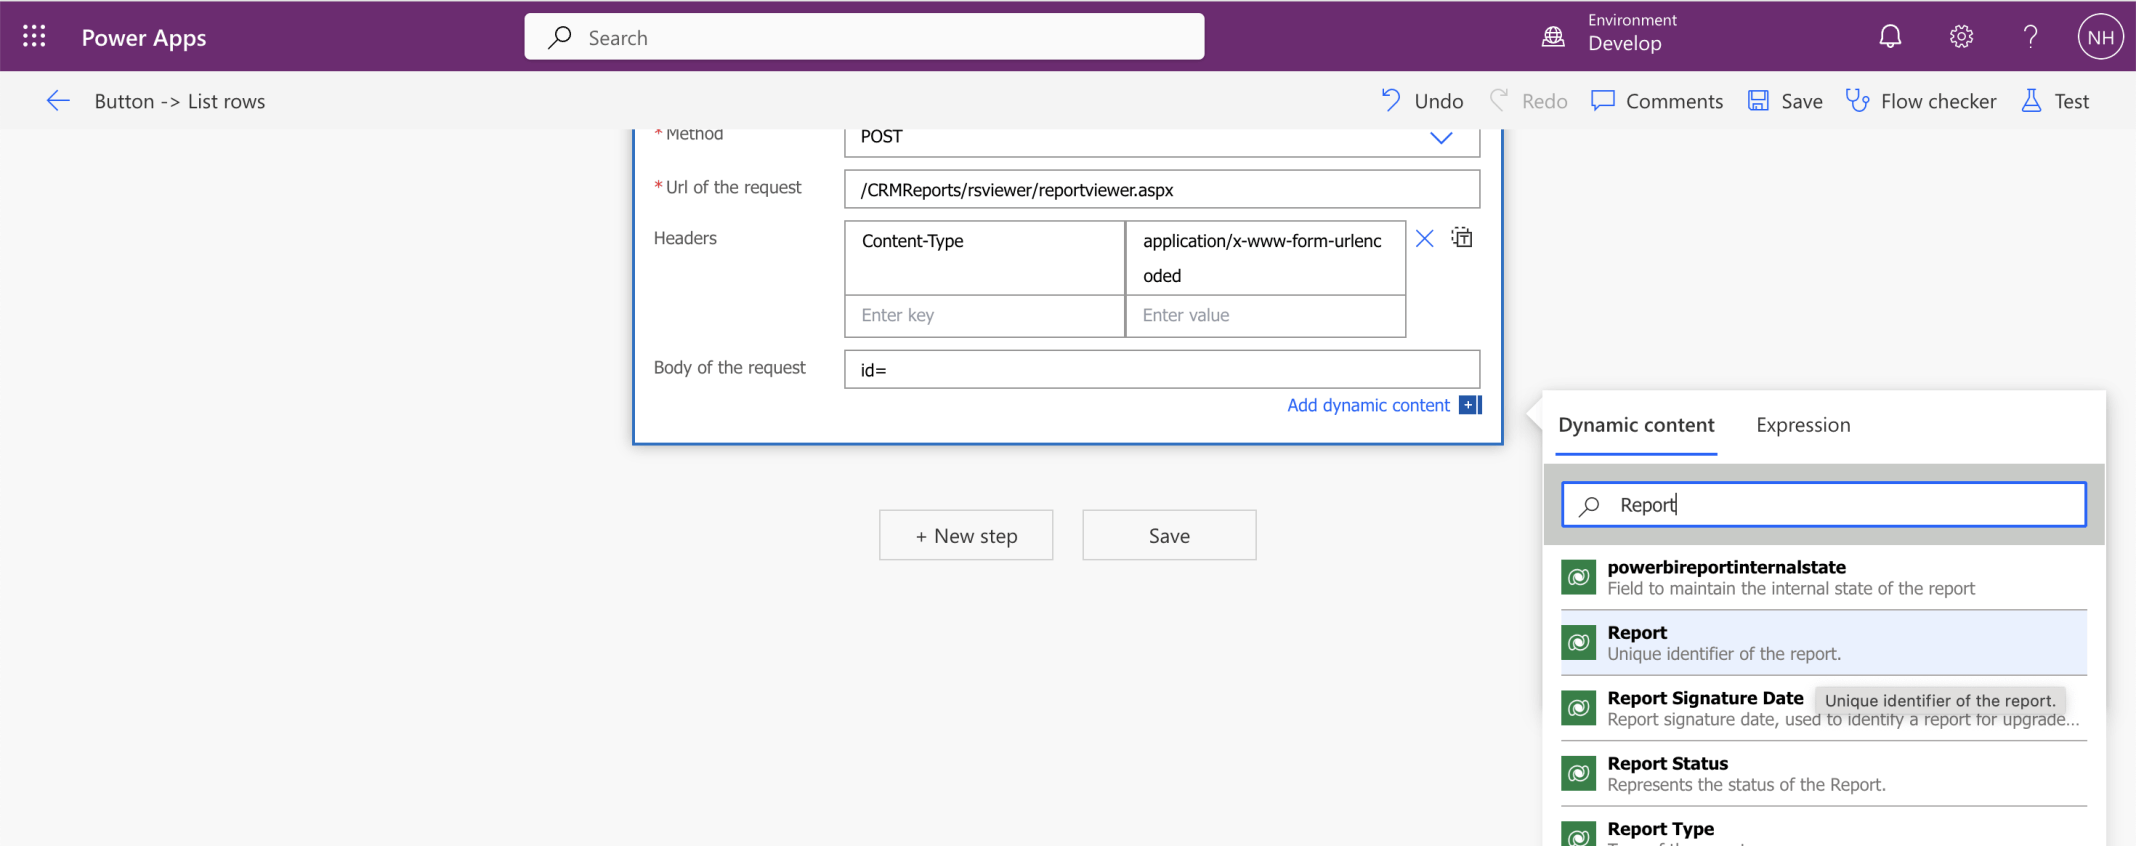 Power Apps
Search
Environment
Develop
NH
Button -> List rows
Undo
Redo
Comments
Save
Flow checker
Test
* Method
POST
* Url of the request
/CRMReports/rsviewer/reportviewer.aspx
Headers
Content-Type
application/x-www-form-urlenc
oded
Enter key
Enter value
Body of the request
id=
Add dynamic content
+ New step
Save
Dynamic content
Expression
Report
powerbireportinternalstate
Field to maintain the internal state of the report
Report
Unique identifier of the report.
Report Signature Date
Unique identifier of the report.
Report signature date, used to identify a report for upgrade...
Report Status
Represents the status of the Report.
Report Type